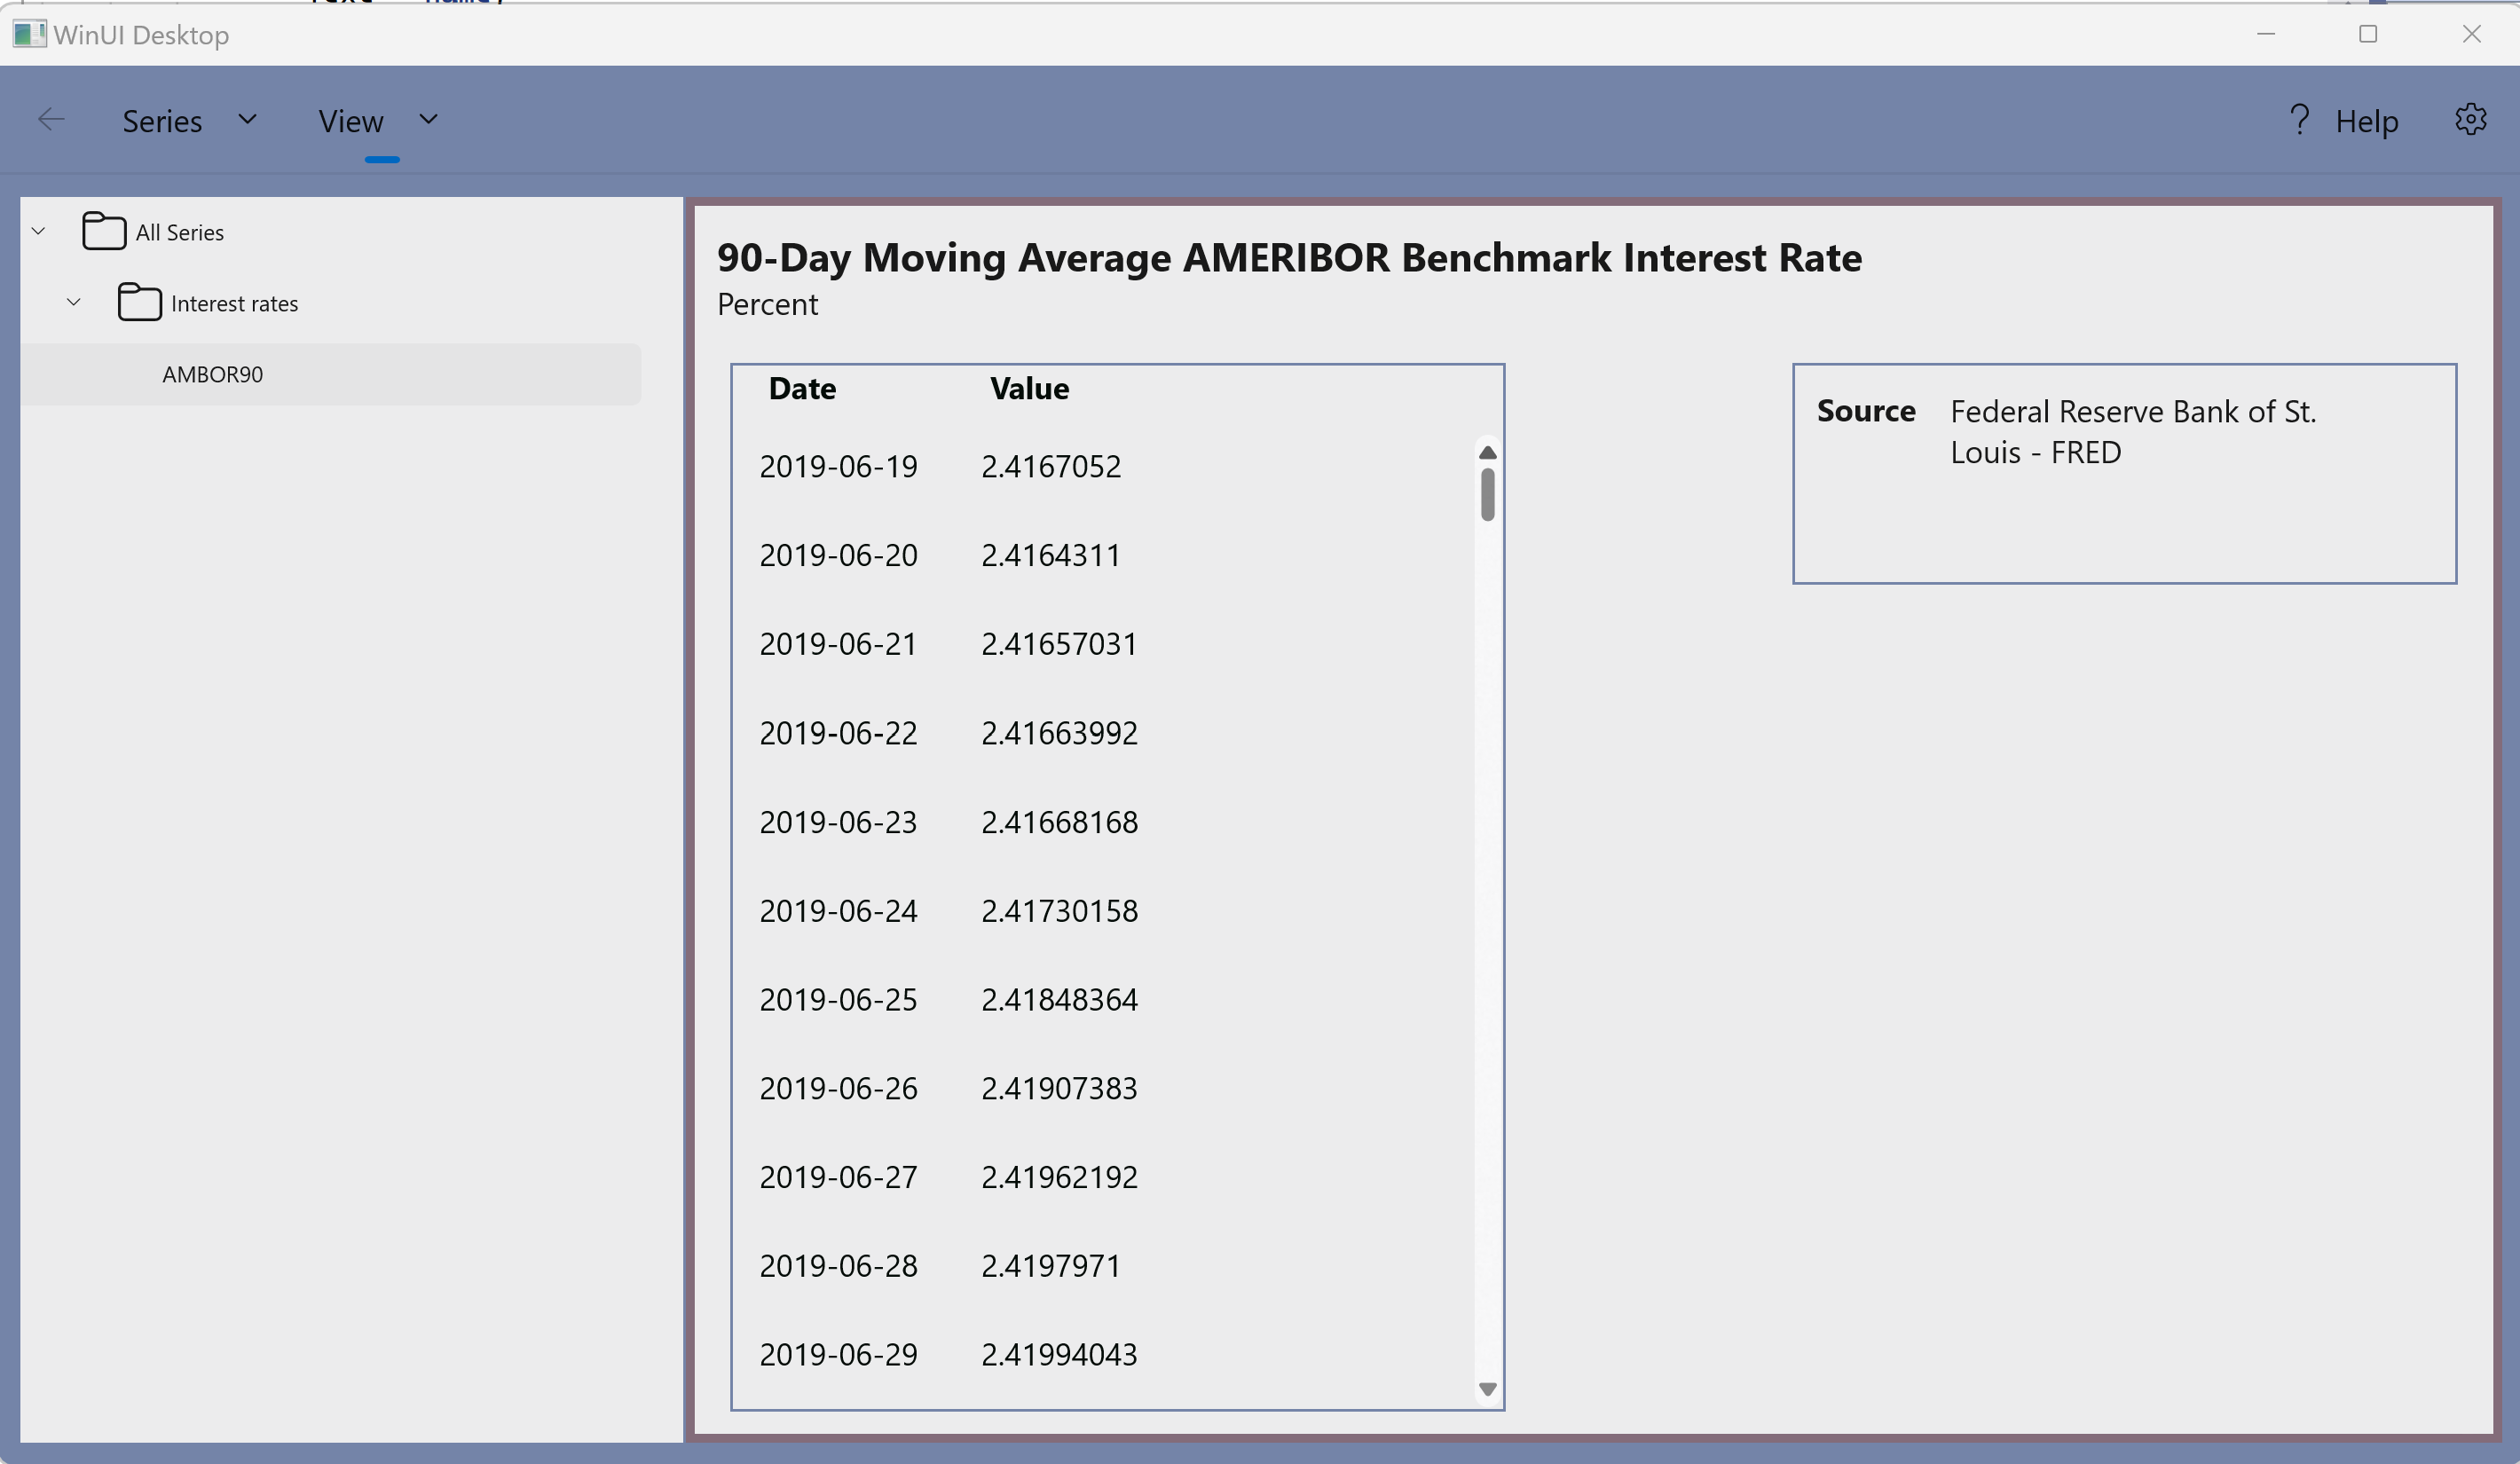 WinUI Desktop
Series
View
? Help
All Series
Interest rates
AMBOR90
90-Day Moving Average AMERIBOR Benchmark Interest Rate
Percent
Date Value
2019-06-19 2.4167052
2019-06-20 2.4164311
2019-06-21 2.41657031
2019-06-22 2.41663992
2019-06-23 2.41668168
2019-06-24 2.41730158
2019-06-25 2.41848364
2019-06-26 2.41907383
2019-06-27 2.41962192
2019-06-28 2.4197971
2019-06-29 2.41994043
Source Federal Reserve Bank of St.
Louis - FRED